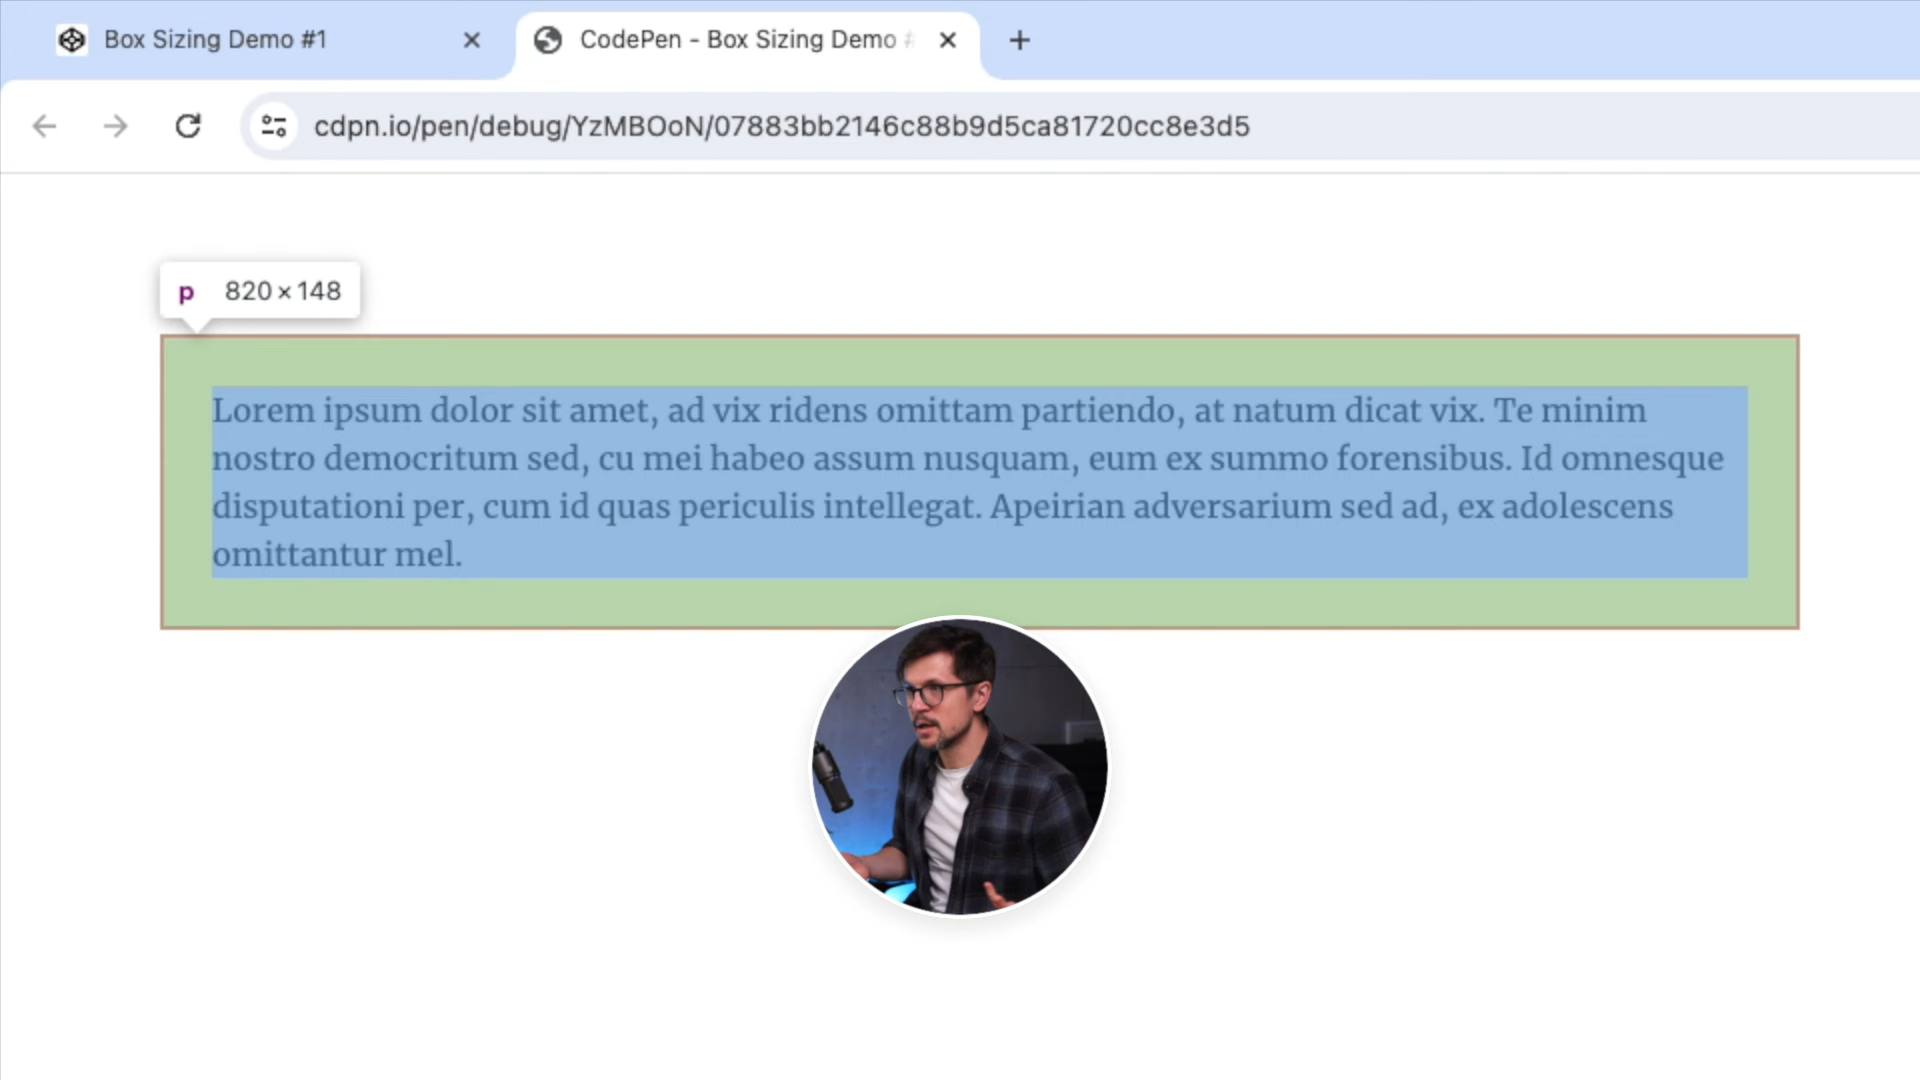 Box Sizing Demo #1
CodePen - Box Sizing Demo #
cdpn.io/pen/debug/YzMBOoN/07883bb2146c88b9d5ca81720cc8e3d5
p 820 × 148
Lorem ipsum dolor sit amet, ad vix ridens omittam partiendo, at natum dicat vix. Te minim
nostro democritum sed, cu mei habeo assum nusquam, eum ex summo forensibus. Id omnesque
disputationi per, cum id quas periculis intellegat. Apeirian adversarium sed ad, ex adolescens
omittantur mel.